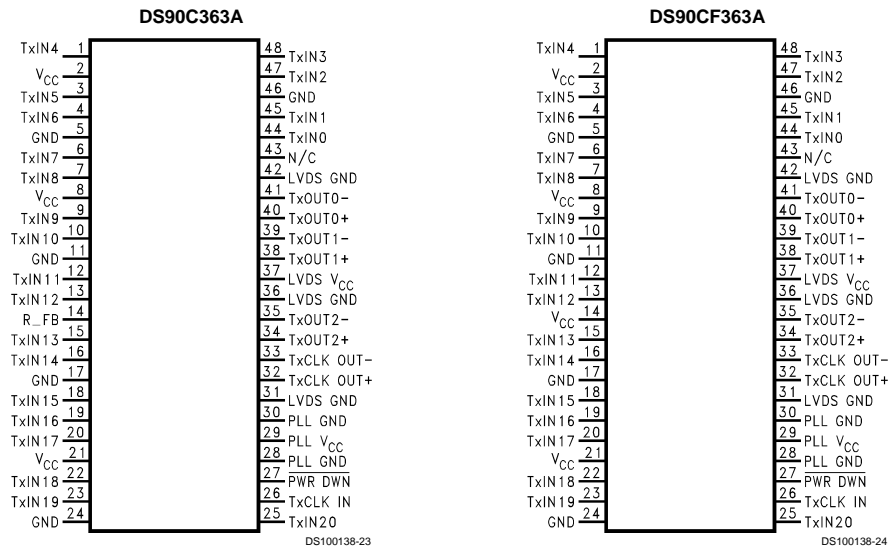 DS90C363A
TxIN4 1
VCC 2
TxIN5 3
TxIN6 4
GND 5
TxIN7 6
TxIN8 7
VCC 8
TxIN9 9
TxIN10 10
GND 11
TxIN11 12
TxIN12 13
R_FB 14
TxIN13 15
TxIN14 16
GND 17
TxIN15 18
TxIN16 19
TxIN17 20
VCC 21
TxIN18 22
TxIN19 23
GND 24
48 TxIN3
47 TxIN2
46 GND
45 TxIN1
44 TxIN0
43 N/C
42 LVDS GND
41 TxOUT0-
40 TxOUT0+
39 TxOUT1-
38 TxOUT1+
37 LVDS VCC
36 LVDS GND
35 TxOUT2-
34 TxOUT2+
33 TxCLK OUT-
32 TxCLK OUT+
31 LVDS GND
30 PLL GND
29 PLL VCC
28 PLL GND
27 PWR DWN
26 TxCLK IN
25 TxIN20
DS100138-23
DS90CF363A
TxIN4 1
VCC 2
TxIN5 3
TxIN6 4
GND 5
TxIN7 6
TxIN8 7
VCC 8
TxIN9 9
TxIN10 10
GND 11
TxIN11 12
TxIN12 13
VCC 14
TxIN13 15
TxIN14 16
GND 17
TxIN15 18
TxIN16 19
TxIN17 20
VCC 21
TxIN18 22
TxIN19 23
GND 24
48 TxIN3
47 TxIN2
46 GND
45 TxIN1
44 TxIN0
43 N/C
42 LVDS GND
41 TxOUT0-
40 TxOUT0+
39 TxOUT1-
38 TxOUT1+
37 LVDS VCC
36 LVDS GND
35 TxOUT2-
34 TxOUT2+
33 TxCLK OUT-
32 TxCLK OUT+
31 LVDS GND
30 PLL GND
29 PLL VCC
28 PLL GND
27 PWR DWN
26 TxCLK IN
25 TxIN20
DS100138-24